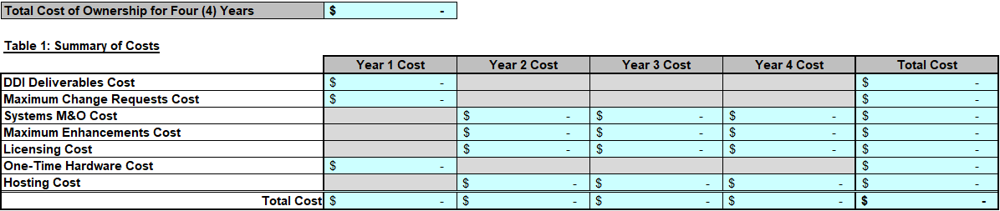 Total Cost of Ownership for Four (4) Years $ -
Table 1: Summary of Costs
Year 1 Cost Year 2 Cost Year 3 Cost Year 4 Cost Total Cost
DDI Deliverables Cost $ - $ -
Maximum Change Requests Cost $ - $ -
Systems M&O Cost $ - $ - $ - $ -
Maximum Enhancements Cost $ - $ - $ - $ -
Licensing Cost $ - $ - $ - $ -
One-Time Hardware Cost $ - $ -
Hosting Cost $ - $ - $ - $ -
Total Cost $ - $ - $ - $ - $ -